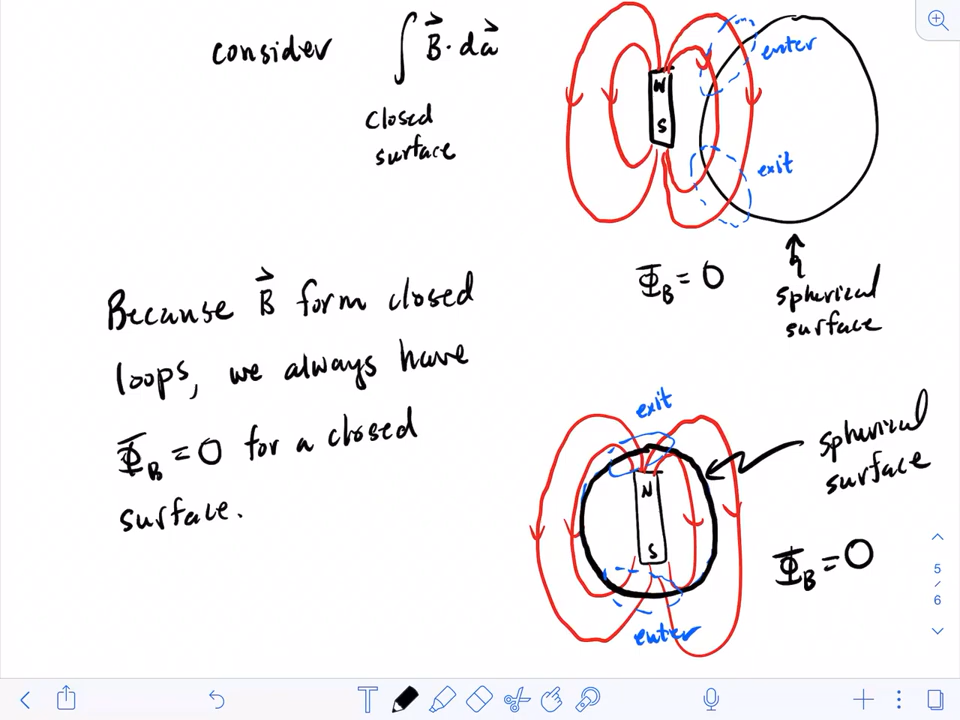 consider ∫ B⃗ · da⃗
closed
surface
N
S
enter
exit
Φ_B = 0
spherical
surface
Because B⃗ form closed
loops, we always have
Φ_B = 0 for a closed
surface.
exit
N
S
enter
spherical
surface
Φ_B = 0
5
/
6
T